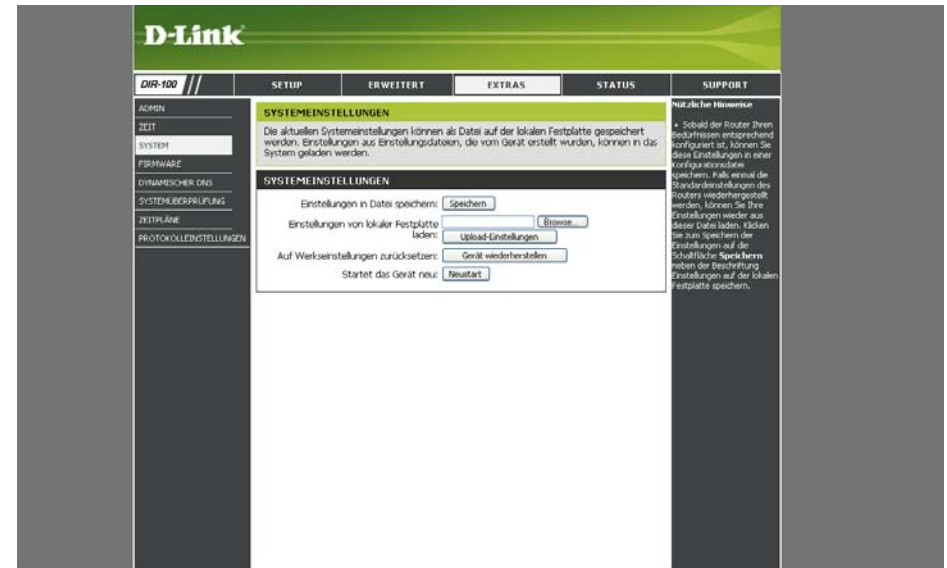 D-Link
DIR-100
SETUP
ERWEITERT
EXTRAS
STATUS
SUPPORT
ADMIN
ZEIT
SYSTEM
FIRMWARE
DYNAMISCHER DNS
SYSTEMÜBERPRÜFUNG
ZEITPLÄNE
PROTOKOLLEINSTELLUNGEN
SYSTEMEINSTELLUNGEN
Die aktuellen Systemeinstellungen können als Datei auf der lokalen Festplatte gespeichert
werden. Einstellungen aus Einstellungsdateien, die vom Gerät erstellt wurden, können in das
System geladen werden.
SYSTEMEINSTELLUNGEN
Einstellungen in Datei speichern: Speichern
Einstellungen von lokaler Festplatte
laden:
Browse...
Upload-Einstellungen
Auf Werkseinstellungen zurücksetzen: Gerät wiederherstellen
Startet das Gerät neu: Neustart
Nützliche Hinweise
• Sobald der Router Ihren
Bedürfnissen entsprechend
konfiguriert ist, können Sie
diese Einstellungen in einer
Konfigurationsdatei
speichern. Falls einmal die
Standardeinstellungen des
Routers wiederhergestellt
werden, können Sie Ihre
Einstellungen wieder aus
dieser Datei laden. Klicken
Sie zum Speichern der
Einstellungen auf die
Schaltfläche Speichern
neben der Beschriftung
Einstellungen auf der lokalen
Festplatte speichern.